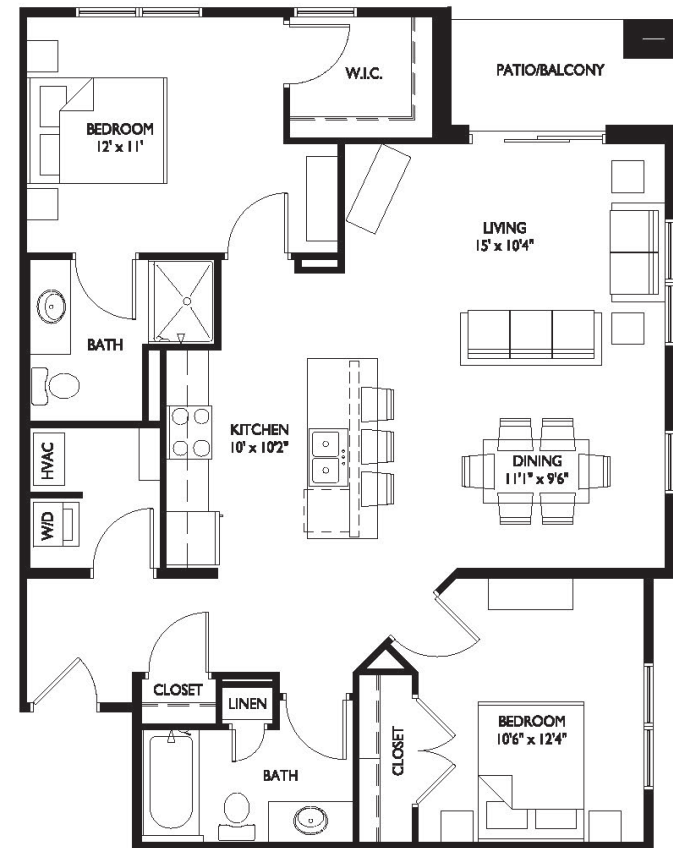 W.I.C.
PATIO/BALCONY
BEDROOM
12' x 11'
LIVING
15' x 10'4"
BATH
KITCHEN
10' x 10'2"
HVAC
DINING
11'1" x 9'6"
W/D
CLOSET
LINEN
BEDROOM
10'6" x 12'4"
CLOSET
BATH